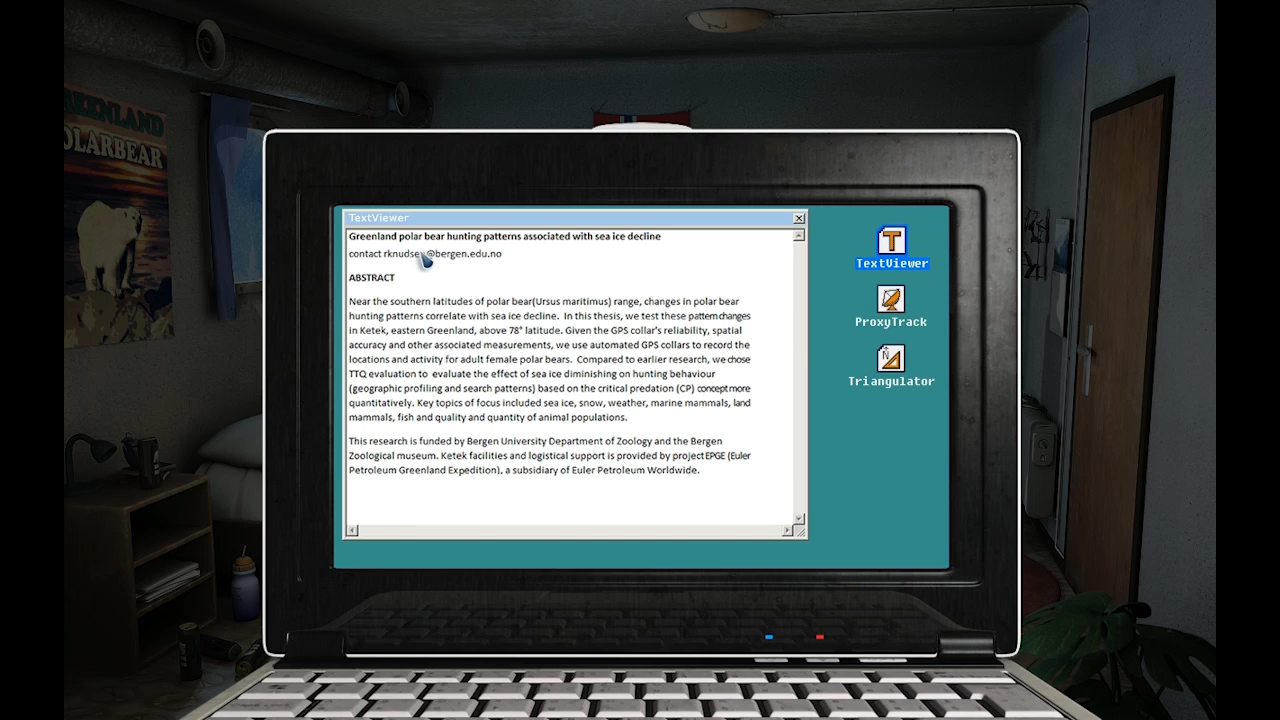 GREENLAND
POLARBEAR
TextViewer
Greenland polar bear hunting patterns associated with sea ice decline
contact rknudsen@bergen.edu.no
ABSTRACT
Near the southern latitudes of polar bear(Ursus maritimus) range, changes in polar bear
hunting patterns correlate with sea ice decline. In this thesis, we test these pattern changes
in Ketek, eastern Greenland, above 78° latitude. Given the GPS collar's reliability, spatial
accuracy and other associated measurements, we use automated GPS collars to record the
locations and activity for adult female polar bears. Compared to earlier research, we chose
TTQ evaluation to evaluate the effect of sea ice diminishing on hunting behaviour
(geographic profiling and search patterns) based on the critical predation (CP) concept more
quantitatively. Key topics of focus included sea ice, snow, weather, marine mammals, land
mammals, fish and quality and quantity of animal populations.
This research is funded by Bergen University Department of Zoology and the Bergen
Zoological museum. Ketek facilities and logistical support is provided by project EPGE (Euler
Petroleum Greenland Expedition), a subsidiary of Euler Petroleum Worldwide.
TextViewer
ProxyTrack
N
Triangulator